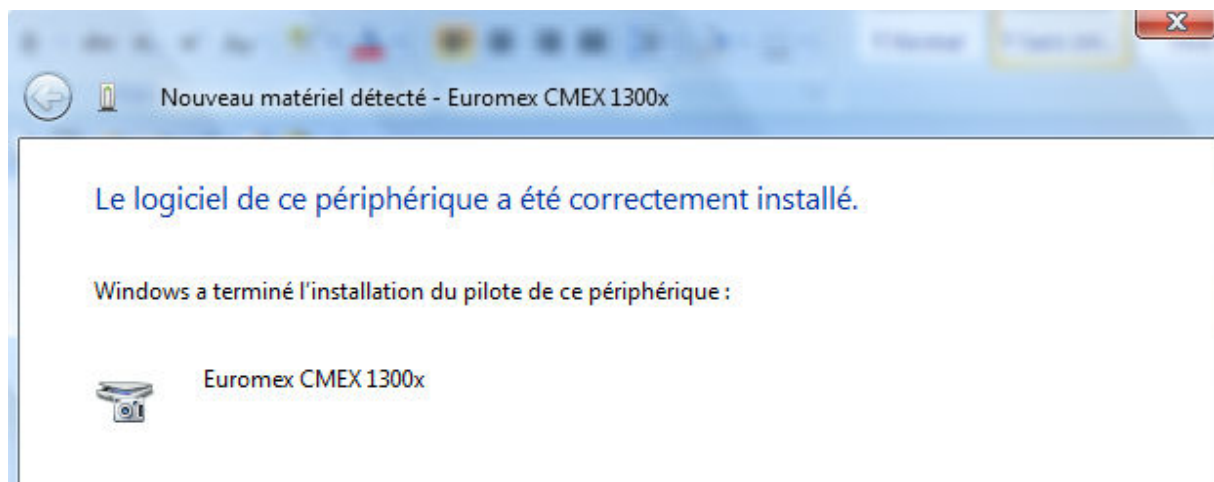 Nouveau matériel détecté - Euromex CMEX 1300x
Le logiciel de ce périphérique a été correctement installé.
Windows a terminé l'installation du pilote de ce périphérique :
Euromex CMEX 1300x